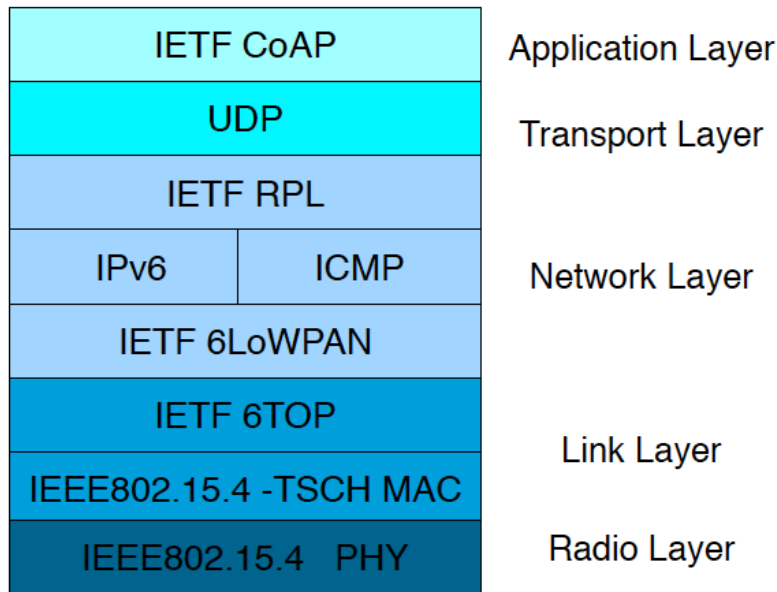 IETF CoAP Application Layer
UDP Transport Layer
IETF RPL
IPv6 ICMP Network Layer
IETF 6LoWPAN
IETF 6TOP
Link Layer
IEEE802.15.4 -TSCH MAC
IEEE802.15.4 PHY Radio Layer